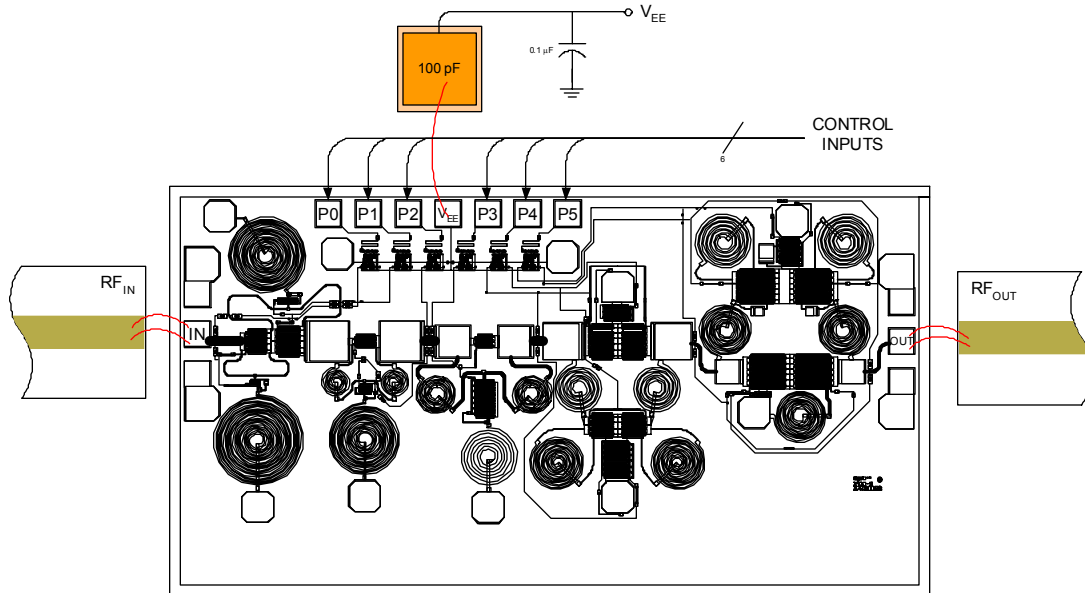 V_EE
0.1 µF
100 pF
CONTROL
INPUTS
6
P0 P1 P2 V_EE P3 P4 P5
RF_IN
RF_OUT
IN
OUT